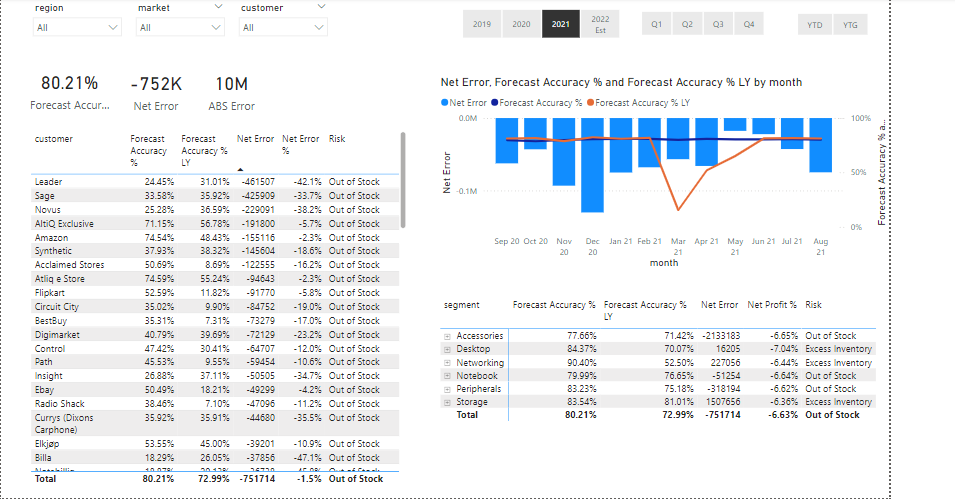 region market customer
All All All
2019 2020 2021 2022 Est
Q1 Q2 Q3 Q4
YTD YTG
80.21% -752K 10M
Forecast Accur... Net Error ABS Error
customer Forecast Accuracy % Forecast Accuracy % LY Net Error Net Error % Risk
Leader 24.45% 31.01% -461507 -42.1% Out of Stock
Sage 33.58% 35.92% -425909 -33.7% Out of Stock
Novus 25.28% 36.59% -229091 -38.2% Out of Stock
AltiQ Exclusive 71.15% 56.78% -191800 -5.7% Out of Stock
Amazon 74.54% 48.43% -155116 -2.3% Out of Stock
Synthetic 37.93% 38.32% -145604 -18.6% Out of Stock
Acclaimed Stores 50.69% 8.69% -122555 -16.2% Out of Stock
Atliq e Store 74.59% 55.24% -94643 -2.3% Out of Stock
Flipkart 52.59% 11.82% -91770 -5.8% Out of Stock
Circuit City 35.02% 9.90% -84752 -19.0% Out of Stock
BestBuy 35.31% 7.31% -73279 -17.0% Out of Stock
Digimarket 40.79% 39.69% -72129 -23.2% Out of Stock
Control 47.42% 30.41% -64707 -12.0% Out of Stock
Path 45.53% 9.55% -59454 -10.6% Out of Stock
Insight 26.88% 37.11% -50505 -34.7% Out of Stock
Ebay 50.49% 18.21% -49299 -4.2% Out of Stock
Radio Shack 38.46% 7.10% -47096 -11.2% Out of Stock
Currys (Dixons Carphone) 35.92% 35.91% -44680 -35.5% Out of Stock
Elkjøp 53.55% 45.00% -39201 -10.9% Out of Stock
Billa 18.29% 26.05% -37856 -47.1% Out of Stock
Total 80.21% 72.99% -751714 -1.5% Out of Stock
Net Error, Forecast Accuracy % and Forecast Accuracy % LY by month
Net Error Forecast Accuracy % Forecast Accuracy % LY
0.0M
-0.1M
Net Error
100%
50%
0%
Forecast Accuracy % a...
Sep 20 Oct 20 Nov 20 Dec 20 Jan 21 Feb 21 Mar 21 Apr 21 May 21 Jun 21 Jul 21 Aug 21
month
segment Forecast Accuracy % Forecast Accuracy % LY Net Error Net Profit % Risk
Accessories 77.66% 71.42% -2133183 -6.65% Out of Stock
Desktop 84.37% 70.07% 16205 -7.04% Excess Inventory
Networking 90.40% 52.50% 227056 -6.44% Excess Inventory
Notebook 79.99% 76.65% -51254 -6.64% Out of Stock
Peripherals 83.23% 75.18% -318194 -6.62% Out of Stock
Storage 83.54% 81.01% 1507656 -6.36% Excess Inventory
Total 80.21% 72.99% -751714 -6.63% Out of Stock